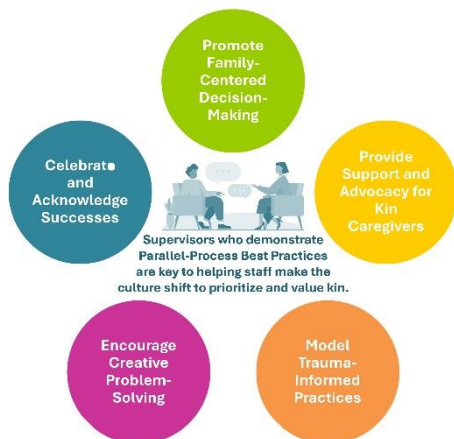 Promote
Family-
Centered
Decision-
Making
Celebrate
and
Acknowledge
Successes
Provide
Support and
Advocacy for
Kin
Caregivers
Supervisors who demonstrate
Parallel-Process Best Practices
are key to helping staff make the
culture shift to prioritize and value kin.
Encourage
Creative
Problem-
Solving
Model
Trauma-
Informed
Practices